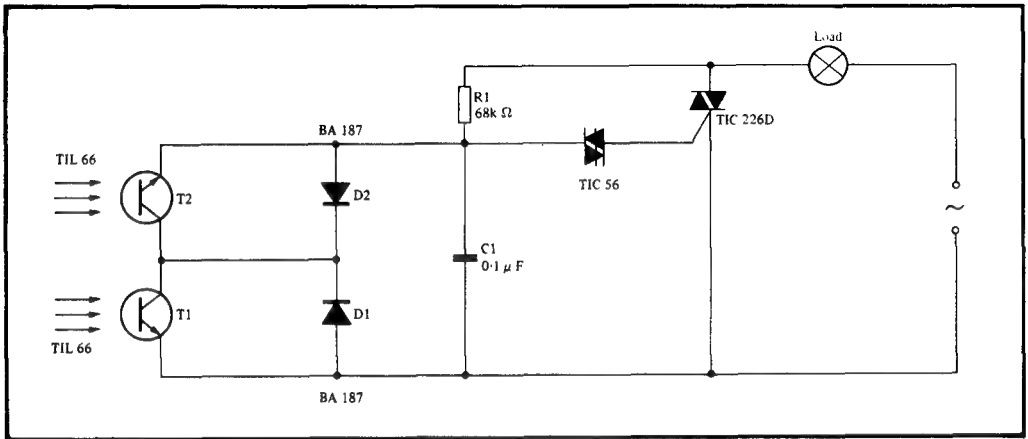 Load
R1
68k Ω
TIC 226D
BA 187
TIL 66
TIC 56
T2
D2
~
C1
0·1 μ F
T1
D1
TIL 66
BA 187